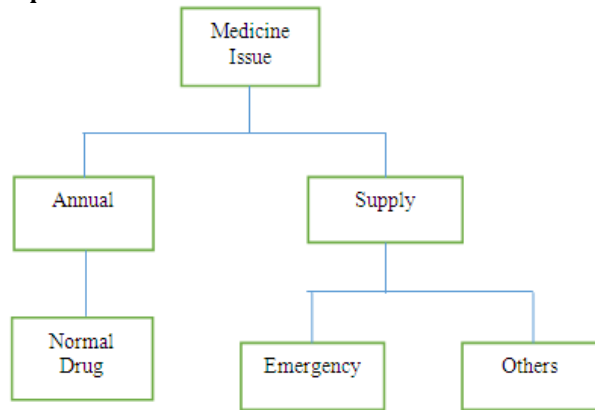 Medicine
Issue
Annual
Supply
Normal
Drug
Emergency
Others